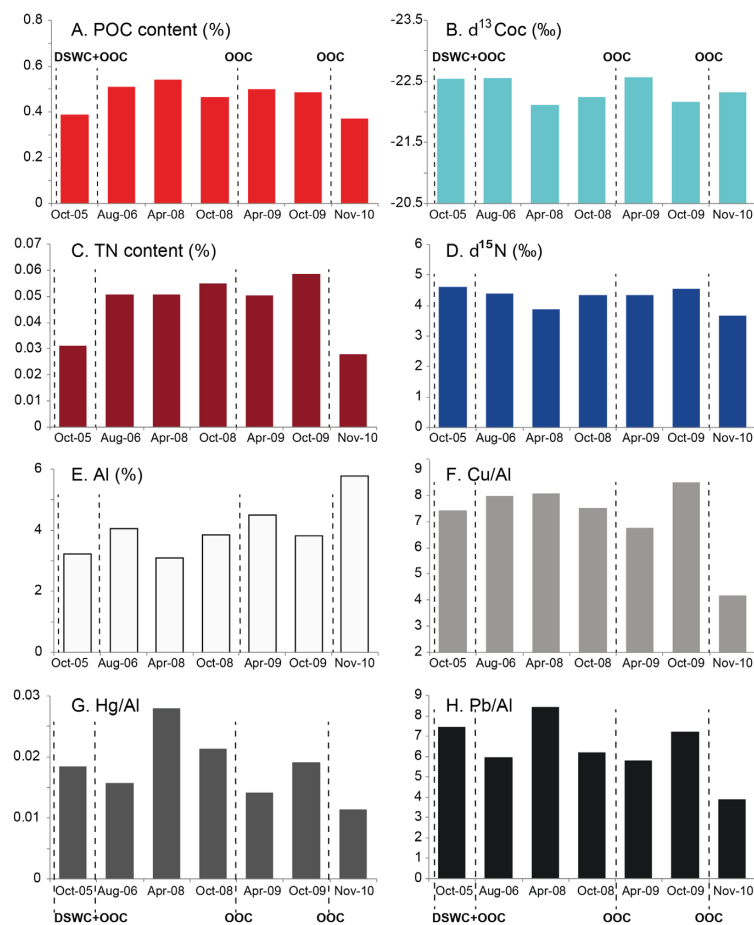 A. POC content (%)
DSWC+OOC OOC OOC
0.8
0.6
0.4
0.2
0
Oct-05 Aug-06 Apr-08 Oct-08 Apr-09 Oct-09 Nov-10
B. d13Coc (‰)
DSWC+OOC OOC OOC
-23.5
-22.5
-21.5
-20.5
Oct-05 Aug-06 Apr-08 Oct-08 Apr-09 Oct-09 Nov-10
C. TN content (%)
0.07
0.06
0.05
0.04
0.03
0.02
0.01
0
Oct-05 Aug-06 Apr-08 Oct-08 Apr-09 Oct-09 Nov-10
D. d15N (‰)
6
5
4
3
2
1
0
Oct-05 Aug-06 Apr-08 Oct-08 Apr-09 Oct-09 Nov-10
E. Al (%)
6
4
2
0
Oct-05 Aug-06 Apr-08 Oct-08 Apr-09 Oct-09 Nov-10
F. Cu/Al
9
8
7
6
5
4
3
2
Oct-05 Aug-06 Apr-08 Oct-08 Apr-09 Oct-09 Nov-10
G. Hg/Al
0.03
0.02
0.01
0
Oct-05 Aug-06 Apr-08 Oct-08 Apr-09 Oct-09 Nov-10
DSWC+OOC OOC OOC
H. Pb/Al
9
8
7
6
5
4
3
2
1
0
Oct-05 Aug-06 Apr-08 Oct-08 Apr-09 Oct-09 Nov-10
DSWC+OOC OOC OOC